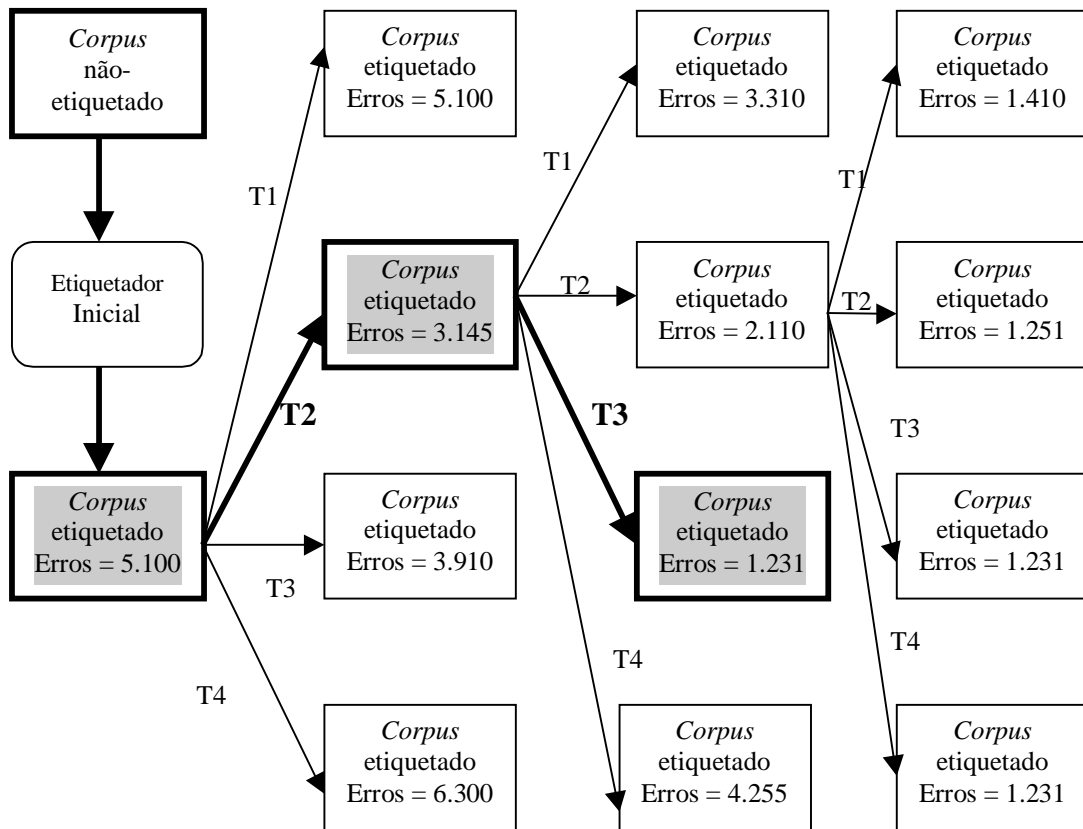 Corpus
não-
etiquetado
Etiquetador
Inicial
Corpus
etiquetado
Erros = 5.100
T1
T2
T3
T4
Corpus
etiquetado
Erros = 5.100
Corpus
etiquetado
Erros = 3.145
Corpus
etiquetado
Erros = 3.910
Corpus
etiquetado
Erros = 6.300
T1
T2
T3
T4
Corpus
etiquetado
Erros = 3.310
Corpus
etiquetado
Erros = 2.110
Corpus
etiquetado
Erros = 1.231
Corpus
etiquetado
Erros = 4.255
T1
T2
T3
T4
Corpus
etiquetado
Erros = 1.410
Corpus
etiquetado
Erros = 1.251
Corpus
etiquetado
Erros = 1.231
Corpus
etiquetado
Erros = 1.231